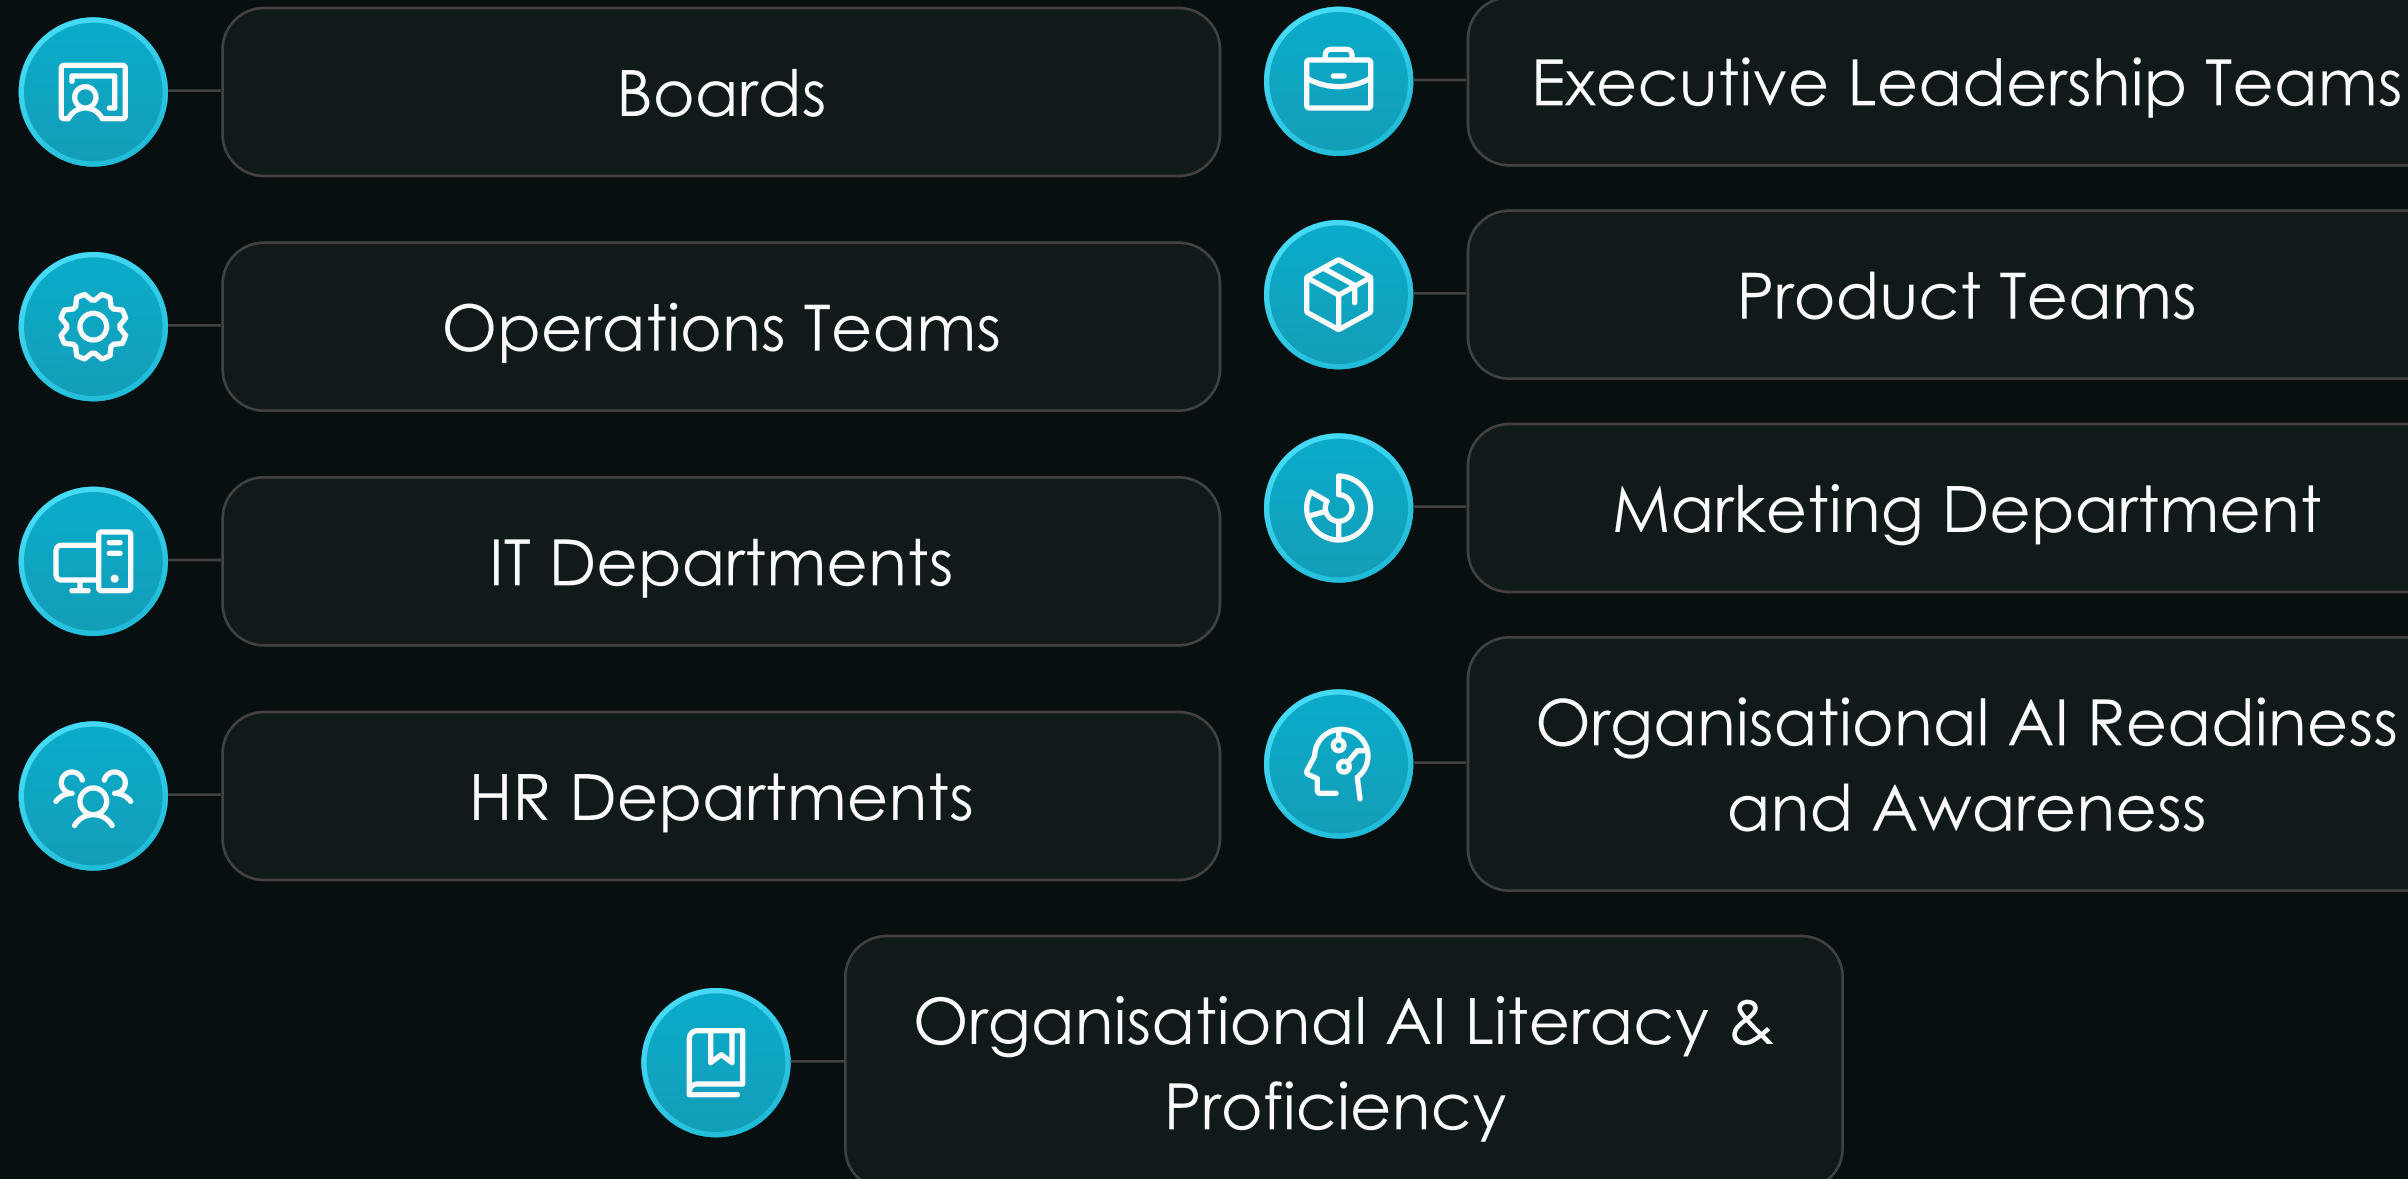 Boards
Executive Leadership Teams
Operations Teams
Product Teams
IT Departments
Marketing Department
HR Departments
Organisational AI Readiness
and Awareness
Organisational AI Literacy &
Proficiency